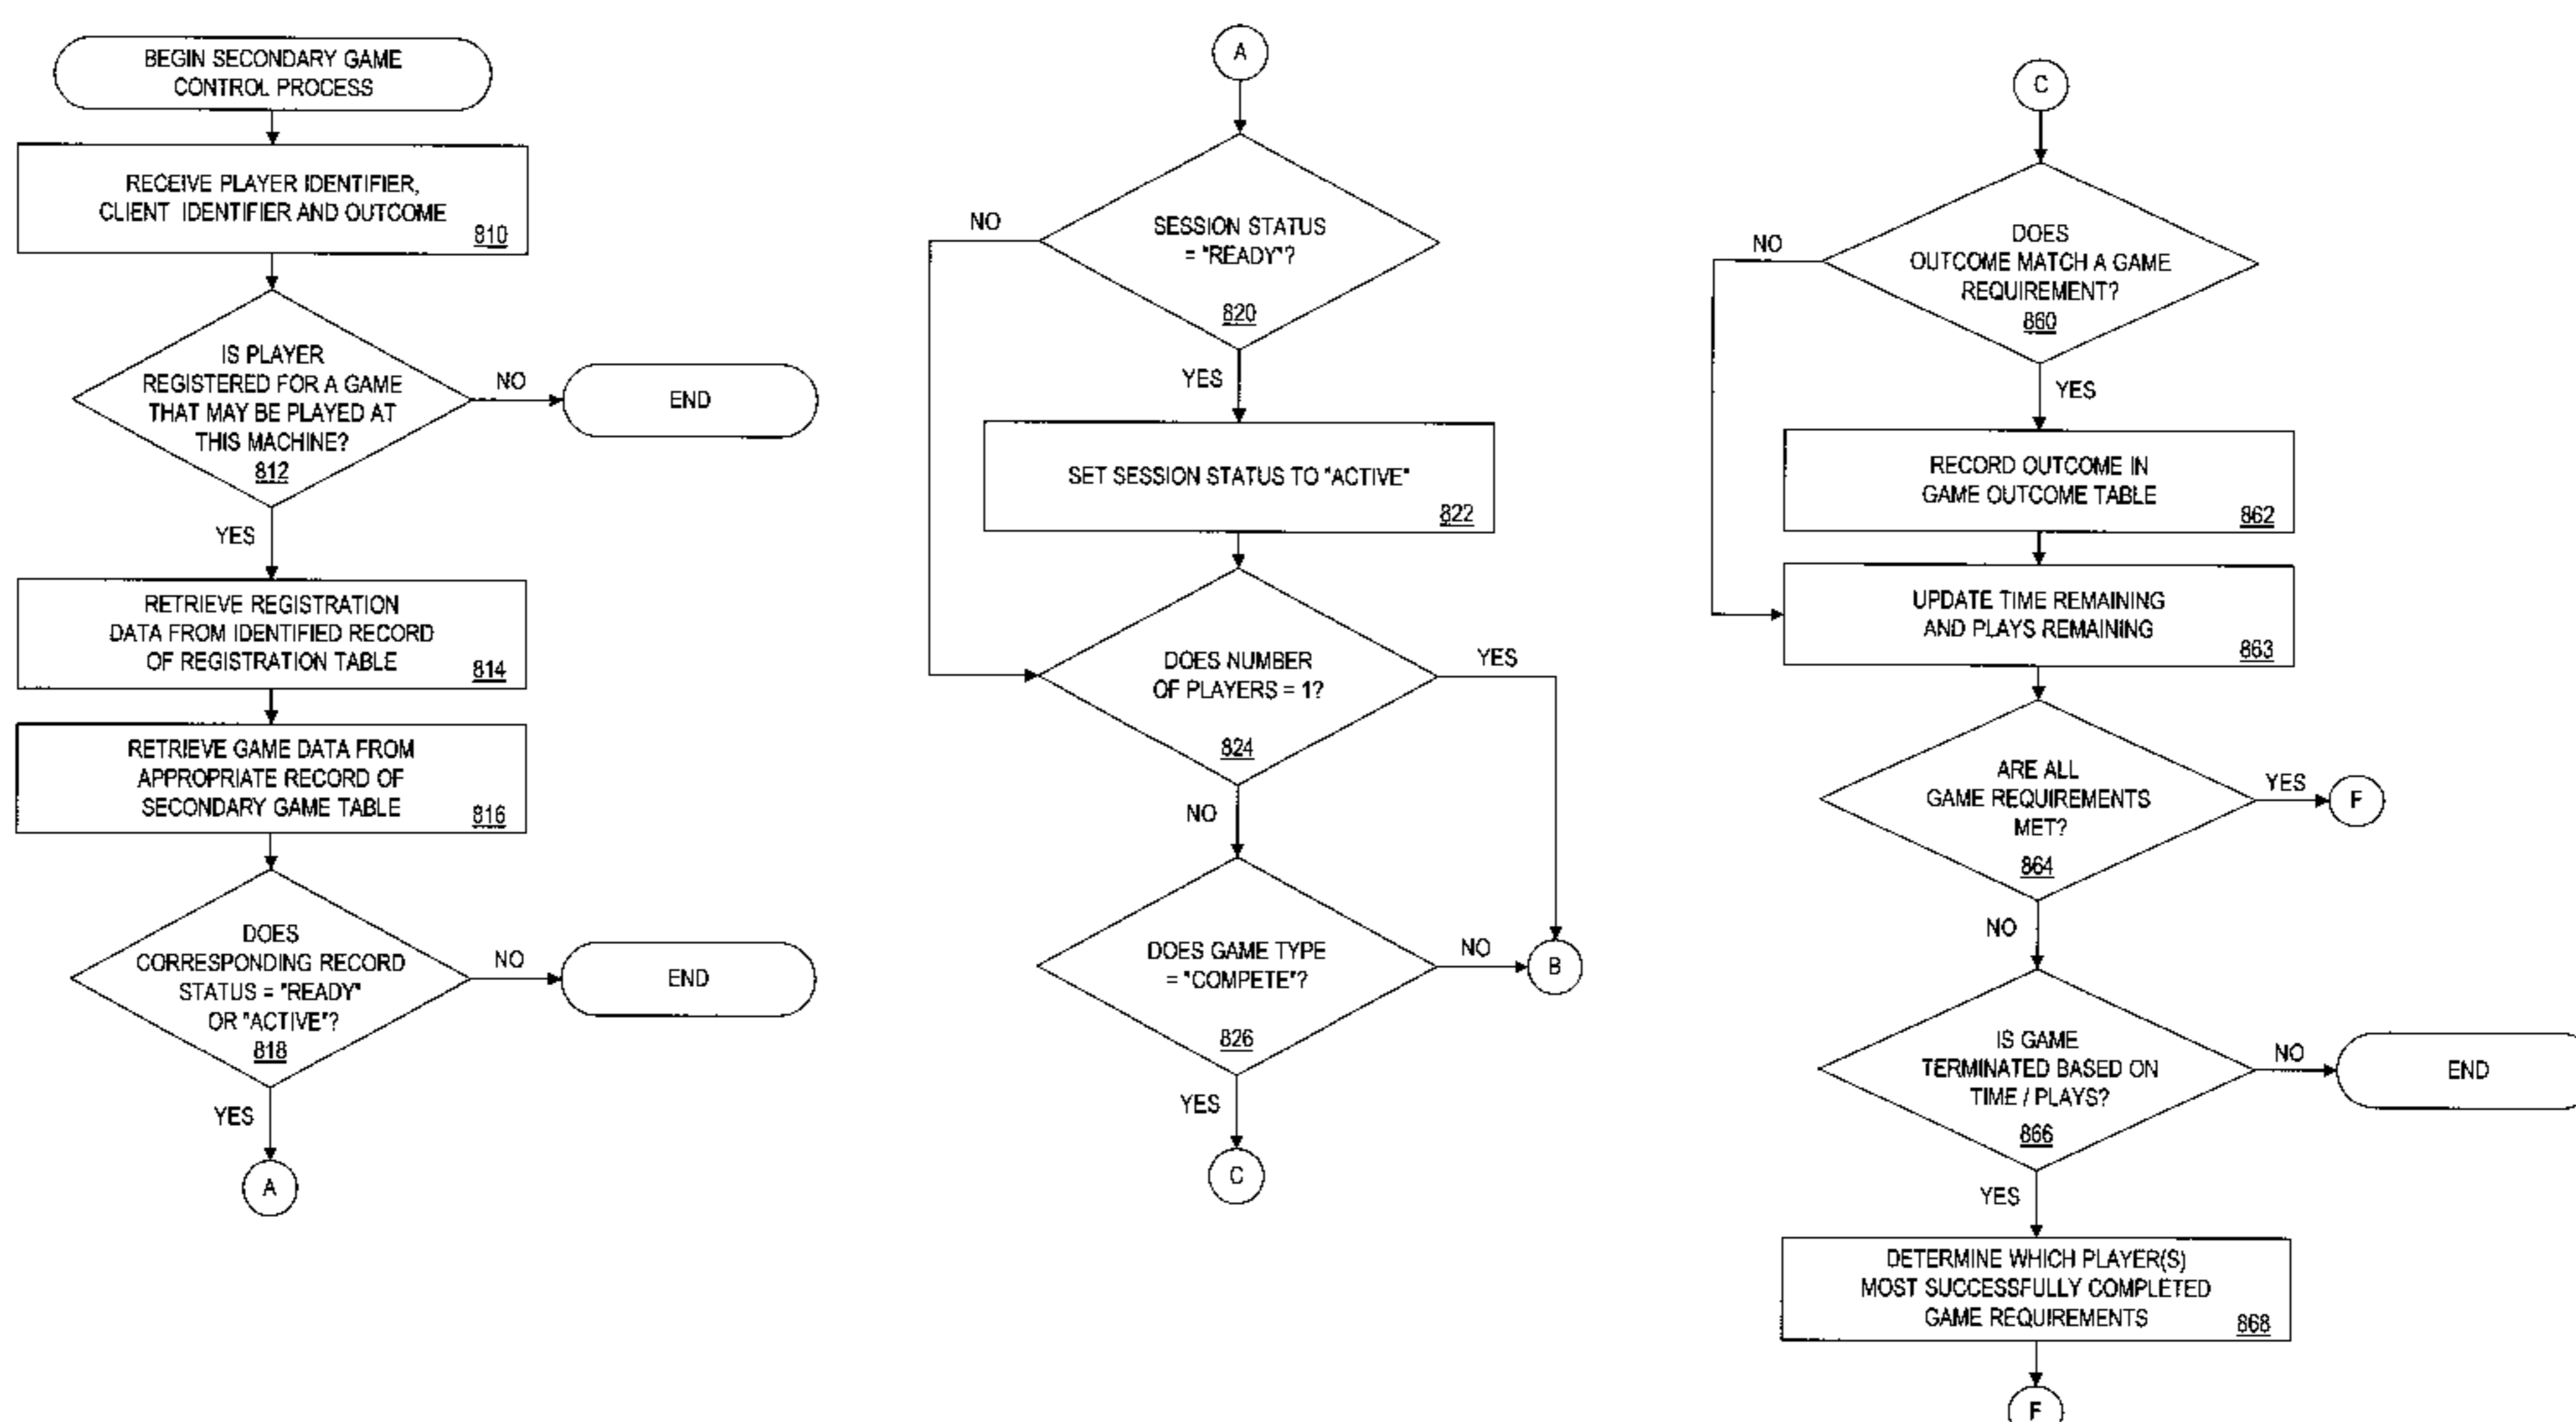 BEGIN SECONDARY GAME
CONTROL PROCESS
RECEIVE PLAYER IDENTIFIER,
CLIENT IDENTIFIER AND OUTCOME
810
IS PLAYER
REGISTERED FOR A GAME
THAT MAY BE PLAYED AT
THIS MACHINE?
812
NO
END
YES
RETRIEVE REGISTRATION
DATA FROM IDENTIFIED RECORD
OF REGISTRATION TABLE
814
RETRIEVE GAME DATA FROM
APPROPRIATE RECORD OF
SECONDARY GAME TABLE
816
DOES
CORRESPONDING RECORD
STATUS = "READY"
OR "ACTIVE"?
818
NO
END
YES
A
A
SESSION STATUS
= "READY"?
820
NO
YES
SET SESSION STATUS TO "ACTIVE"
822
DOES NUMBER
OF PLAYERS = 1?
824
YES
NO
DOES GAME TYPE
= "COMPETE"?
826
NO
B
YES
C
C
DOES
OUTCOME MATCH A GAME
REQUIREMENT?
860
NO
YES
RECORD OUTCOME IN
GAME OUTCOME TABLE
862
UPDATE TIME REMAINING
AND PLAYS REMAINING
863
ARE ALL
GAME REQUIREMENTS
MET?
864
YES
F
NO
IS GAME
TERMINATED BASED ON
TIME / PLAYS?
866
NO
END
YES
DETERMINE WHICH PLAYER(S)
MOST SUCCESSFULLY COMPLETED
GAME REQUIREMENTS
868
F